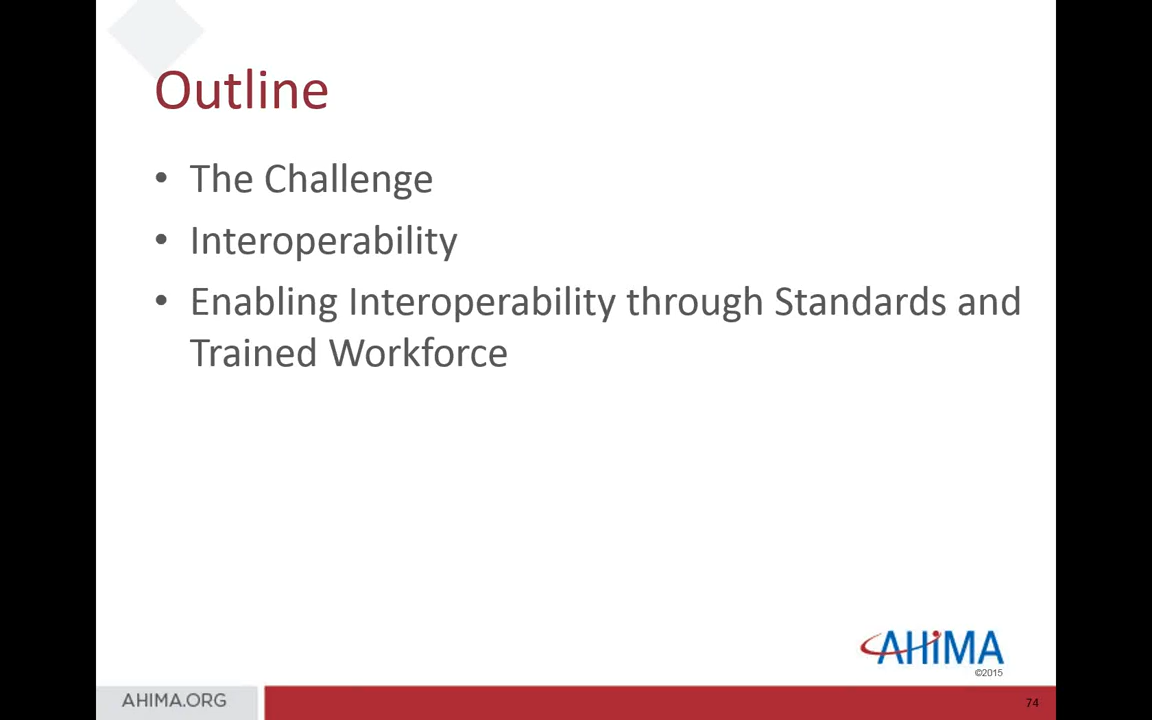 Outline
• The Challenge
• Interoperability
• Enabling Interoperability through Standards and
Trained Workforce
AHiMA
©2015
AHIMA.ORG
74